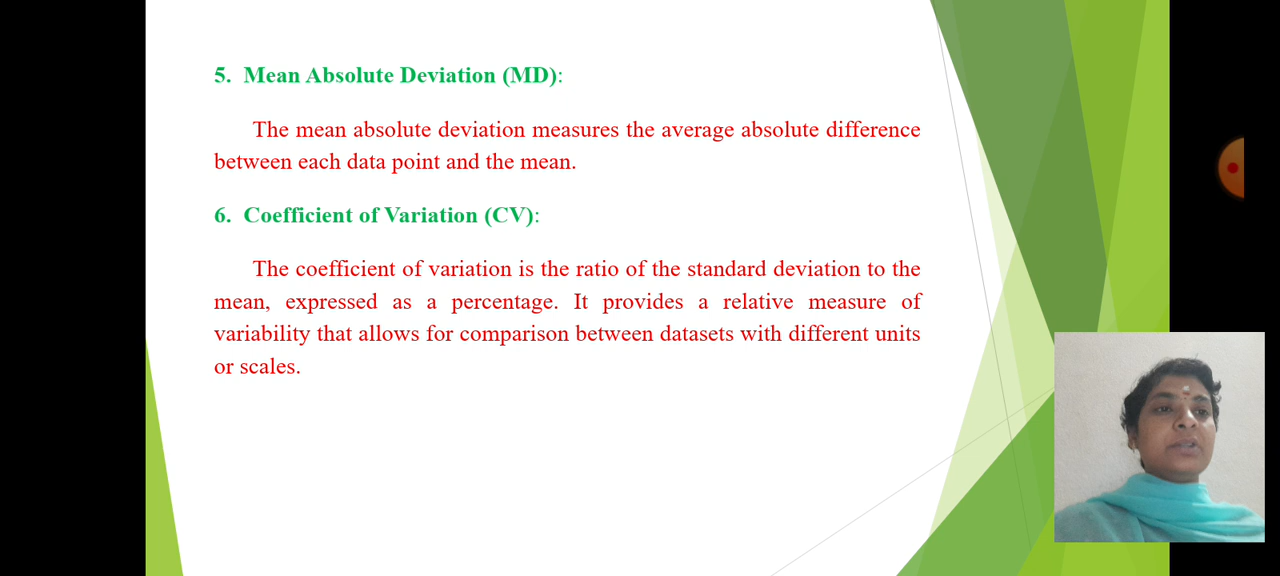 5. Mean Absolute Deviation (MD):
The mean absolute deviation measures the average absolute difference
between each data point and the mean.
6. Coefficient of Variation (CV):
The coefficient of variation is the ratio of the standard deviation to the
mean, expressed as a percentage. It provides a relative measure of
variability that allows for comparison between datasets with different units
or scales.